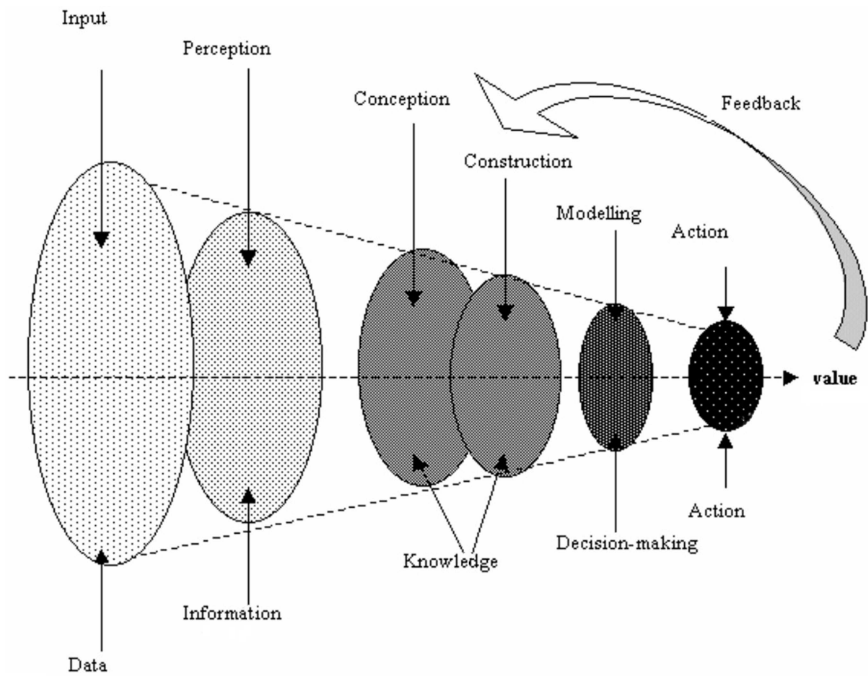 Input
Perception
Conception
Feedback
Construction
Modelling
Action
value
Action
Decision-making
Knowledge
Information
Data